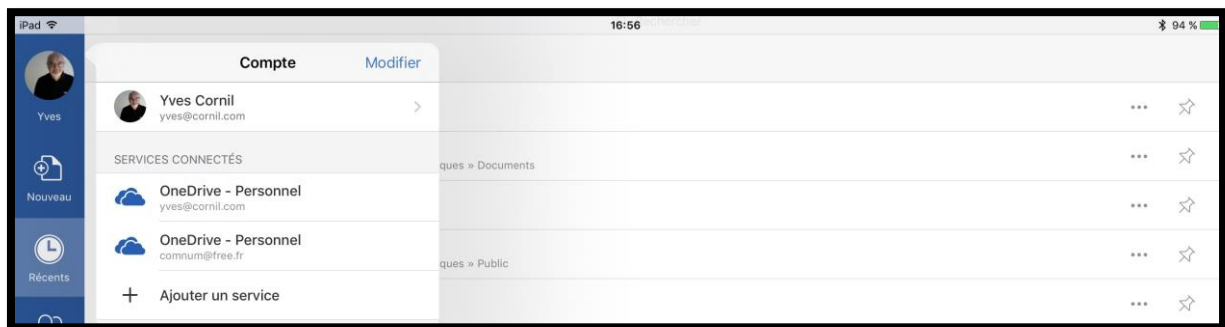 iPad 16:56 94 %
Compte Modifier
Yves
Yves Cornil
yves@cornil.com
SERVICES CONNECTÉS
ques » Documents
Nouveau
OneDrive - Personnel
yves@cornil.com
OneDrive - Personnel
comnum@free.fr
ques » Public
Récents
+ Ajouter un service